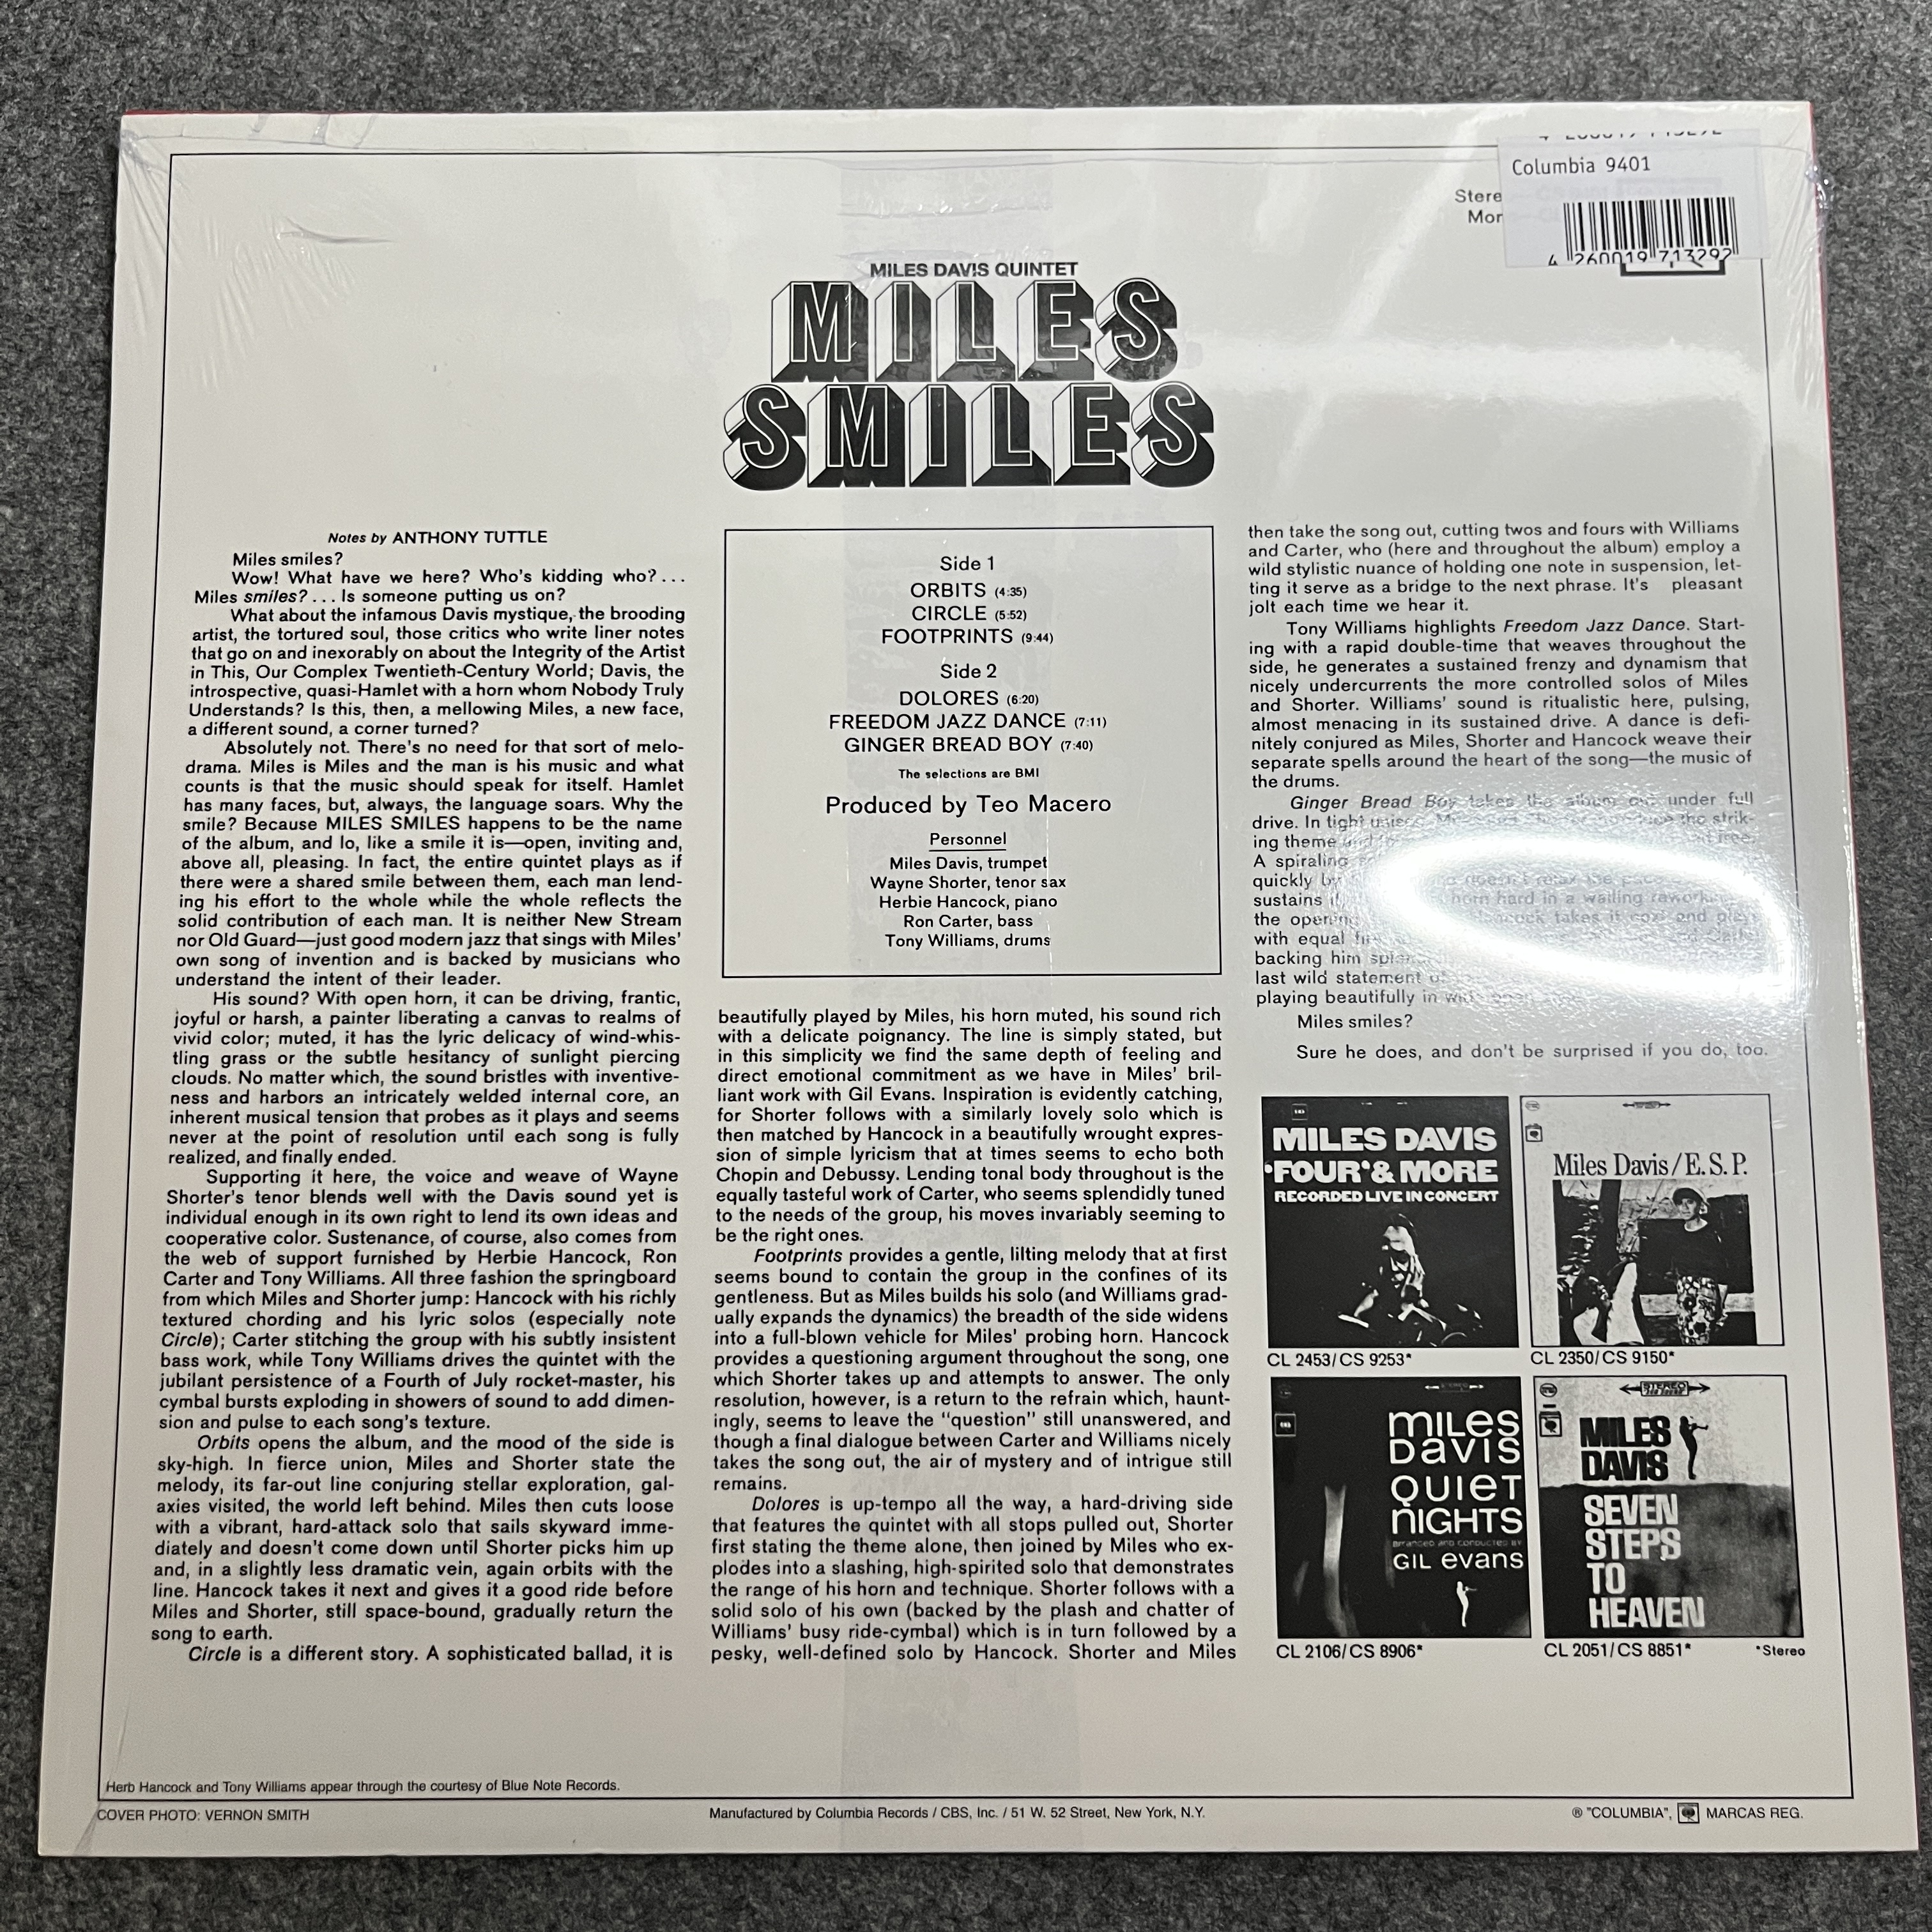 Columbia 9401
Stere
Mor
4 260019 713292
MILES DAVIS QUINTET
MILES
SMILES
Notes by ANTHONY TUTTLE
Miles smiles?
Wow! What have we here? Who's kidding who?...
Miles smiles?... Is someone putting us on?
What about the infamous Davis mystique, the brooding
artist, the tortured soul, those critics who write liner notes
that go on and inexorably on about the Integrity of the Artist
in This, Our Complex Twentieth-Century World; Davis, the
introspective, quasi-Hamlet with a horn whom Nobody Truly
Understands? Is this, then, a mellowing Miles, a new face,
a different sound, a corner turned?
Absolutely not. There's no need for that sort of melo-
drama. Miles is Miles and the man is his music and what
counts is that the music should speak for itself. Hamlet
has many faces, but, always, the language soars. Why the
smile? Because MILES SMILES happens to be the name
of the album, and lo, like a smile it is—open, inviting and,
above all, pleasing. In fact, the entire quintet plays as if
there were a shared smile between them, each man lend-
ing his effort to the whole while the whole reflects the
solid contribution of each man. It is neither New Stream
nor Old Guard—just good modern jazz that sings with Miles'
own song of invention and is backed by musicians who
understand the intent of their leader.
His sound? With open horn, it can be driving, frantic,
joyful or harsh, a painter liberating a canvas to realms of
vivid color; muted, it has the lyric delicacy of wind-whis-
tling grass or the subtle hesitancy of sunlight piercing
clouds. No matter which, the sound bristles with inventive-
ness and harbors an intricately welded internal core, an
inherent musical tension that probes as it plays and seems
never at the point of resolution until each song is fully
realized, and finally ended.
Supporting it here, the voice and weave of Wayne
Shorter's tenor blends well with the Davis sound yet is
individual enough in its own right to lend its own ideas and
cooperative color. Sustenance, of course, also comes from
the web of support furnished by Herbie Hancock, Ron
Carter and Tony Williams. All three fashion the springboard
from which Miles and Shorter jump: Hancock with his richly
textured chording and his lyric solos (especially note
Circle); Carter stitching the group with his subtly insistent
bass work, while Tony Williams drives the quintet with the
jubilant persistence of a Fourth of July rocket-master, his
cymbal bursts exploding in showers of sound to add dimen-
sion and pulse to each song's texture.
Orbits opens the album, and the mood of the side is
sky-high. In fierce union, Miles and Shorter state the
melody, its far-out line conjuring stellar exploration, gal-
axies visited, the world left behind. Miles then cuts loose
with a vibrant, hard-attack solo that sails skyward imme-
diately and doesn't come down until Shorter picks him up
and, in a slightly less dramatic vein, again orbits with the
line. Hancock takes it next and gives it a good ride before
Miles and Shorter, still space-bound, gradually return the
song to earth.
Circle is a different story. A sophisticated ballad, it is
Side 1
ORBITS (4:35)
CIRCLE (5:52)
FOOTPRINTS (9:44)
Side 2
DOLORES (6:20)
FREEDOM JAZZ DANCE (7:11)
GINGER BREAD BOY (7:40)
The selections are BMI
Produced by Teo Macero
Personnel
Miles Davis, trumpet
Wayne Shorter, tenor sax
Herbie Hancock, piano
Ron Carter, bass
Tony Williams, drums
beautifully played by Miles, his horn muted, his sound rich
with a delicate poignancy. The line is simply stated, but
in this simplicity we find the same depth of feeling and
direct emotional commitment as we have in Miles' bril-
liant work with Gil Evans. Inspiration is evidently catching,
for Shorter follows with a similarly lovely solo which is
then matched by Hancock in a beautifully wrought expres-
sion of simple lyricism that at times seems to echo both
Chopin and Debussy. Lending tonal body throughout is the
equally tasteful work of Carter, who seems splendidly tuned
to the needs of the group, his moves invariably seeming to
be the right ones.
Footprints provides a gentle, lilting melody that at first
seems bound to contain the group in the confines of its
gentleness. But as Miles builds his solo (and Williams grad-
ually expands the dynamics) the breadth of the side widens
into a full-blown vehicle for Miles' probing horn. Hancock
provides a questioning argument throughout the song, one
which Shorter takes up and attempts to answer. The only
resolution, however, is a return to the refrain which, haunt-
ingly, seems to leave the "question" still unanswered, and
though a final dialogue between Carter and Williams nicely
takes the song out, the air of mystery and of intrigue still
remains.
Dolores is up-tempo all the way, a hard-driving side
that features the quintet with all stops pulled out, Shorter
first stating the theme alone, then joined by Miles who ex-
plodes into a slashing, high-spirited solo that demonstrates
the range of his horn and technique. Shorter follows with a
solid solo of his own (backed by the plash and chatter of
Williams' busy ride-cymbal) which is in turn followed by a
pesky, well-defined solo by Hancock. Shorter and Miles
then take the song out, cutting twos and fours with Williams
and Carter, who (here and throughout the album) employ a
wild stylistic nuance of holding one note in suspension, let-
ting it serve as a bridge to the next phrase. It's pleasant
jolt each time we hear it.
Tony Williams highlights Freedom Jazz Dance. Start-
ing with a rapid double-time that weaves throughout the
side, he generates a sustained frenzy and dynamism that
nicely undercurrents the more controlled solos of Miles
and Shorter. Williams' sound is ritualistic here, pulsing,
almost menacing in its sustained drive. A dance is defi-
nitely conjured as Miles, Shorter and Hancock weave their
separate spells around the heart of the song—the music of
the drums.
Ginger Bread Boy takes the album out under full
drive. In tight the strik-
ing theme
A spiraling
quickly by doesn't relax the
sustains horn hard in a wailing rework-
the opening Hancock takes it and plays
with equal
backing him
last wild statement
playing beautifully in
Miles smiles?
Sure he does, and don't be surprised if you do, too.
MILES DAVIS
'FOUR' & MORE
RECORDED LIVE IN CONCERT
CL 2453/CS 9253*
Miles Davis/E.S.P.
CL 2350/CS 9150*
miles
Davis
Quiet
Nights
arranged and conducted by
Gil evans
CL 2106/CS 8906*
STEREO
MILES
DAVIS
SEVEN
STEPS
TO
HEAVEN
CL 2051/CS 8851*
*Stereo
Herb Hancock and Tony Williams appear through the courtesy of Blue Note Records.
COVER PHOTO: VERNON SMITH
Manufactured by Columbia Records / CBS, Inc. / 51 W. 52 Street, New York, N.Y.
® "COLUMBIA", MARCAS REG.